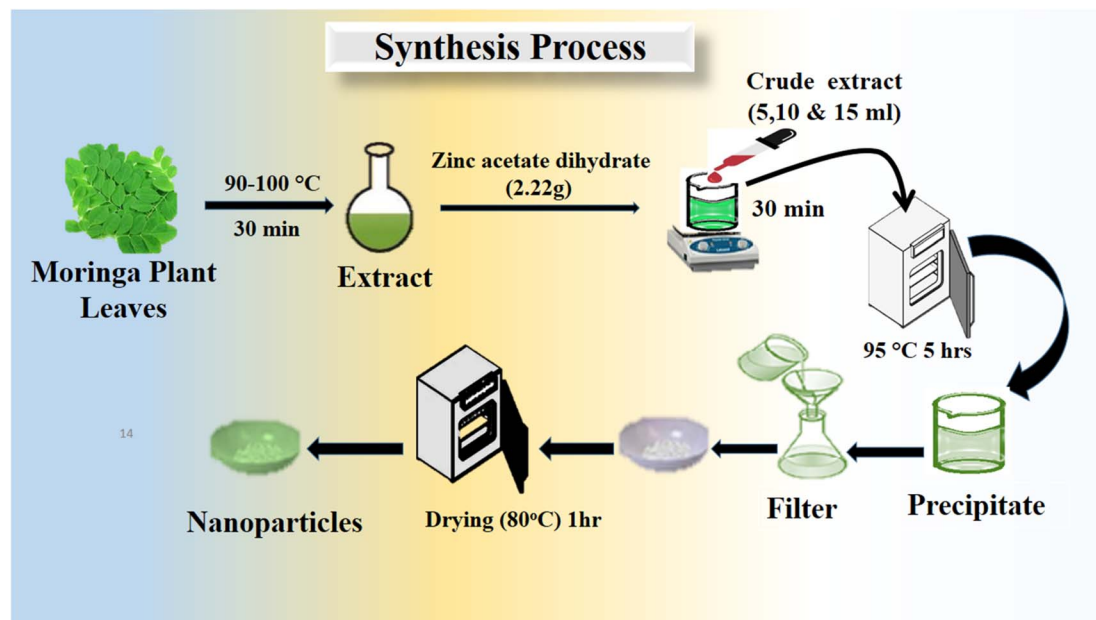 Synthesis Process
Crude extract
(5,10 & 15 ml)
90-100 °C
30 min
Zinc acetate dihydrate
(2.22g)
30 min
Moringa Plant
Leaves
Extract
95 °C 5 hrs
14
Precipitate
Filter
Drying (80°C) 1hr
Nanoparticles